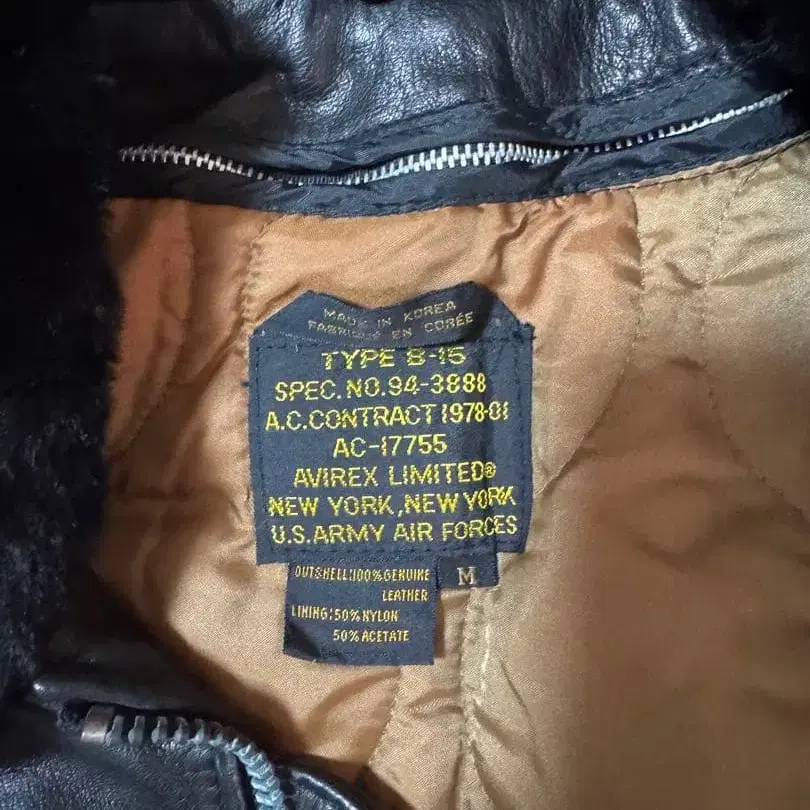 MADE IN KOREA
FABRIQUE EN CORÉE
TYPE B-15
SPEC. NO. 94-3888
A.C. CONTRACT 1978-01
AC-17755
AVIREX LIMITED®
NEW YORK, NEW YORK
U.S. ARMY AIR FORCES
OUTSHELL:100% GENUINE
LEATHER
M
LINING:50% NYLON
50% ACETATE